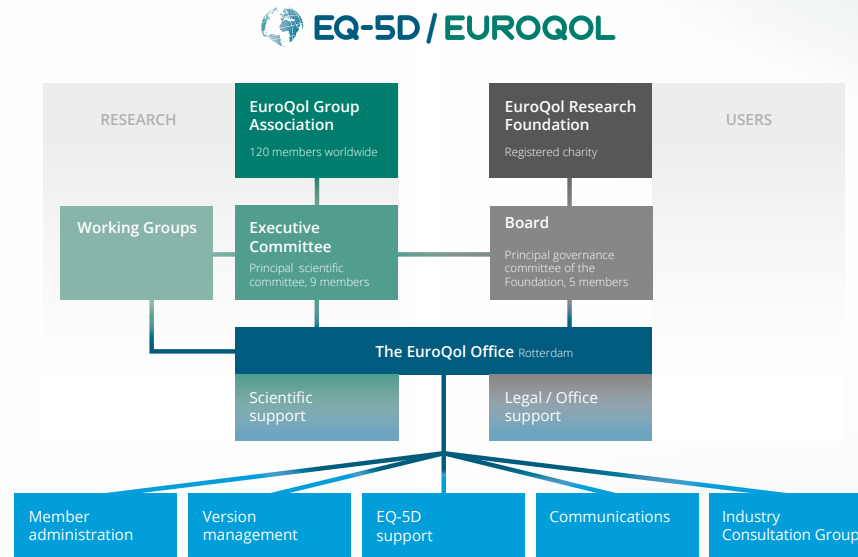 EQ-5D / EUROQOL
RESEARCH
EuroQol Group
Association
120 members worldwide
EuroQol Research
Foundation
Registered charity
USERS
Working Groups
Executive
Committee
Principal scientific
committee, 9 members
Board
Principal governance
committee of the
Foundation, 5 members
The EuroQol Office Rotterdam
Scientific
support
Legal / Office
support
Member
administration
Version
management
EQ-5D
support
Communications
Industry
Consultation Group